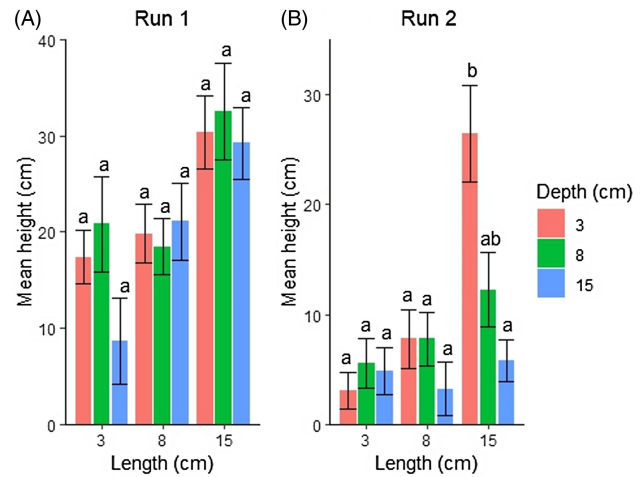 (A) Run 1
Mean height (cm)
40
30
20
10
0
a a a a a a a a a
3 8 15
Length (cm)
(B) Run 2
Mean height (cm)
30
20
10
0
a a a a a a b ab a
3 8 15
Length (cm)
Depth (cm)
3
8
15